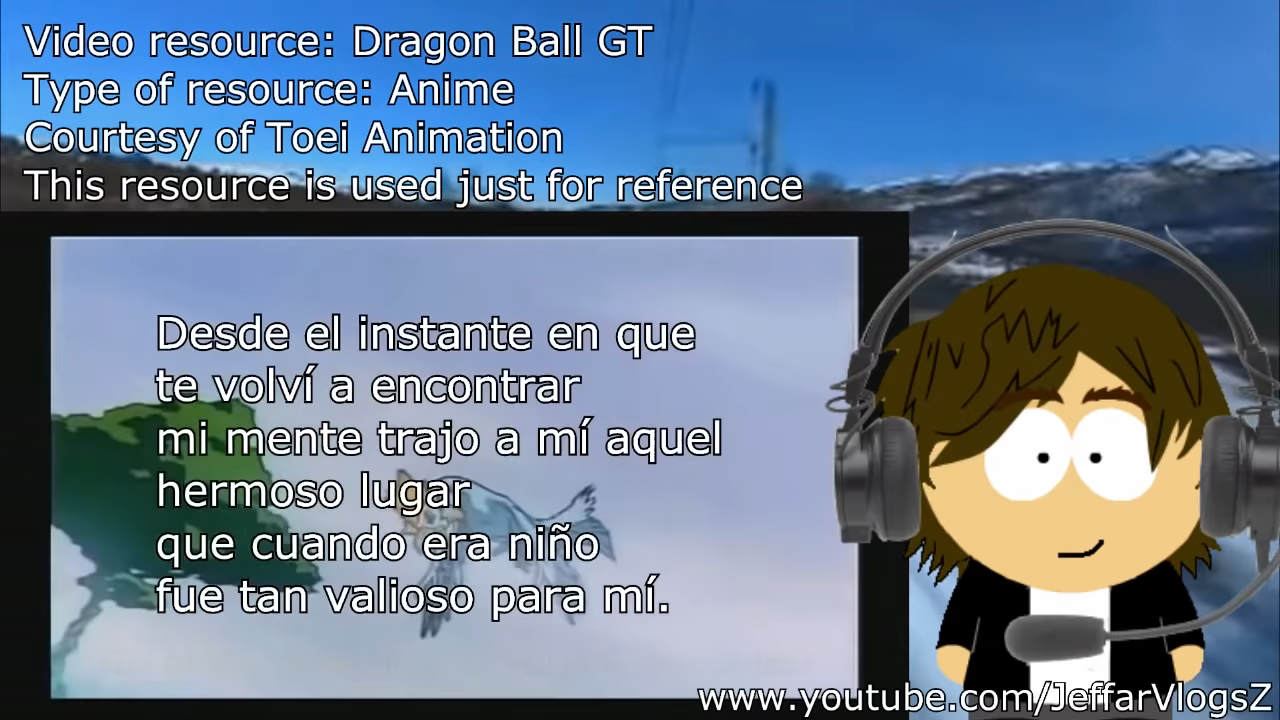 Video resource: Dragon Ball GT
Type of resource: Anime
Courtesy of Toei Animation
This resource is used just for reference
Desde el instante en que
te volví a encontrar
mi mente trajo a mí aquel
hermoso lugar
que cuando era niño
fue tan valioso para mí.
www.youtube.com/JeffarVlogsZ